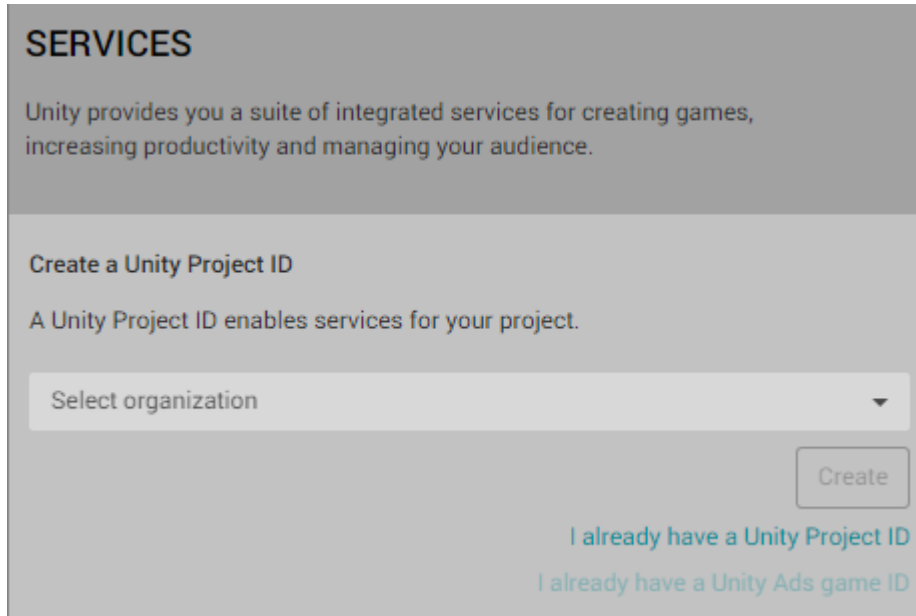 SERVICES
Unity provides you a suite of integrated services for creating games,
increasing productivity and managing your audience.
Create a Unity Project ID
A Unity Project ID enables services for your project.
Select organization
Create
I already have a Unity Project ID
I already have a Unity Ads game ID